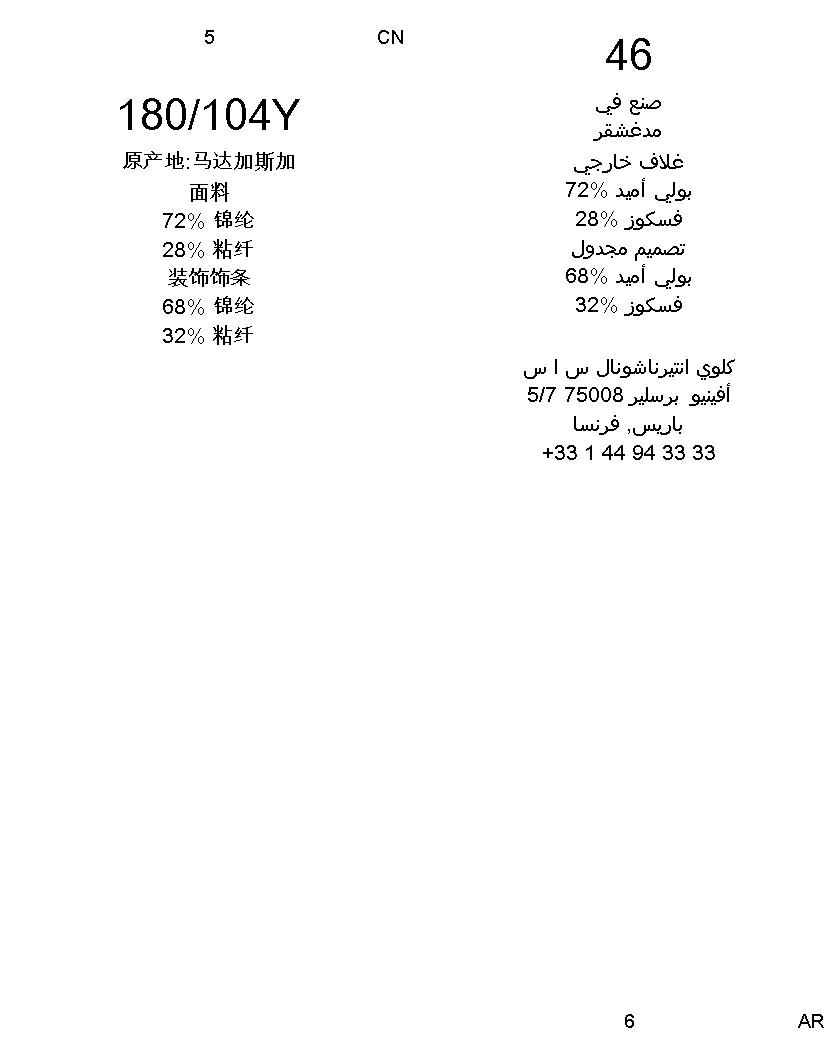 5
CN
180/104Y
原产地:马达加斯加
面料
72% 锦纶
28% 粘纤
装饰饰条
68% 锦纶
32% 粘纤
46
صنع في
مدغشقر
غلاف خارجي
بولي أميد %72
فسكوز %28
تصميم مجدول
بولي أميد %68
فسكوز %32
كلوي انتيرناشونال س ا س
أفينيو برسلير 75008 5/7
باريس, فرنسا
+33 1 44 94 33 33
6
AR